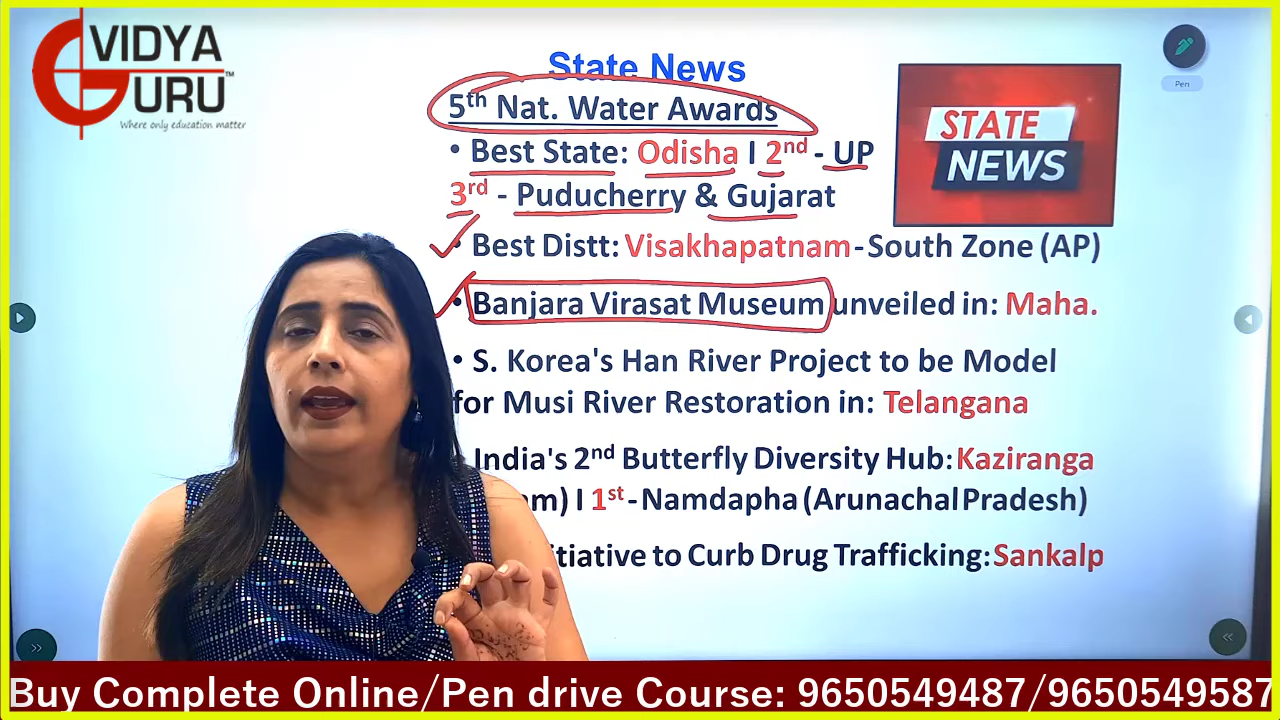 VIDYA
GURU™
Where only education matter
State News
5th Nat. Water Awards
• Best State: Odisha I 2nd - UP
3rd - Puducherry & Gujarat
• Best Distt: Visakhapatnam-South Zone (AP)
• Banjara Virasat Museum unveiled in: Maha.
• S. Korea's Han River Project to be Model
for Musi River Restoration in: Telangana
India's 2nd Butterfly Diversity Hub: Kaziranga
am) I 1st - Namdapha (Arunachal Pradesh)
itiative to Curb Drug Trafficking: Sankalp
STATE
NEWS
Pen
Buy Complete Online/Pen drive Course: 9650549487/9650549587